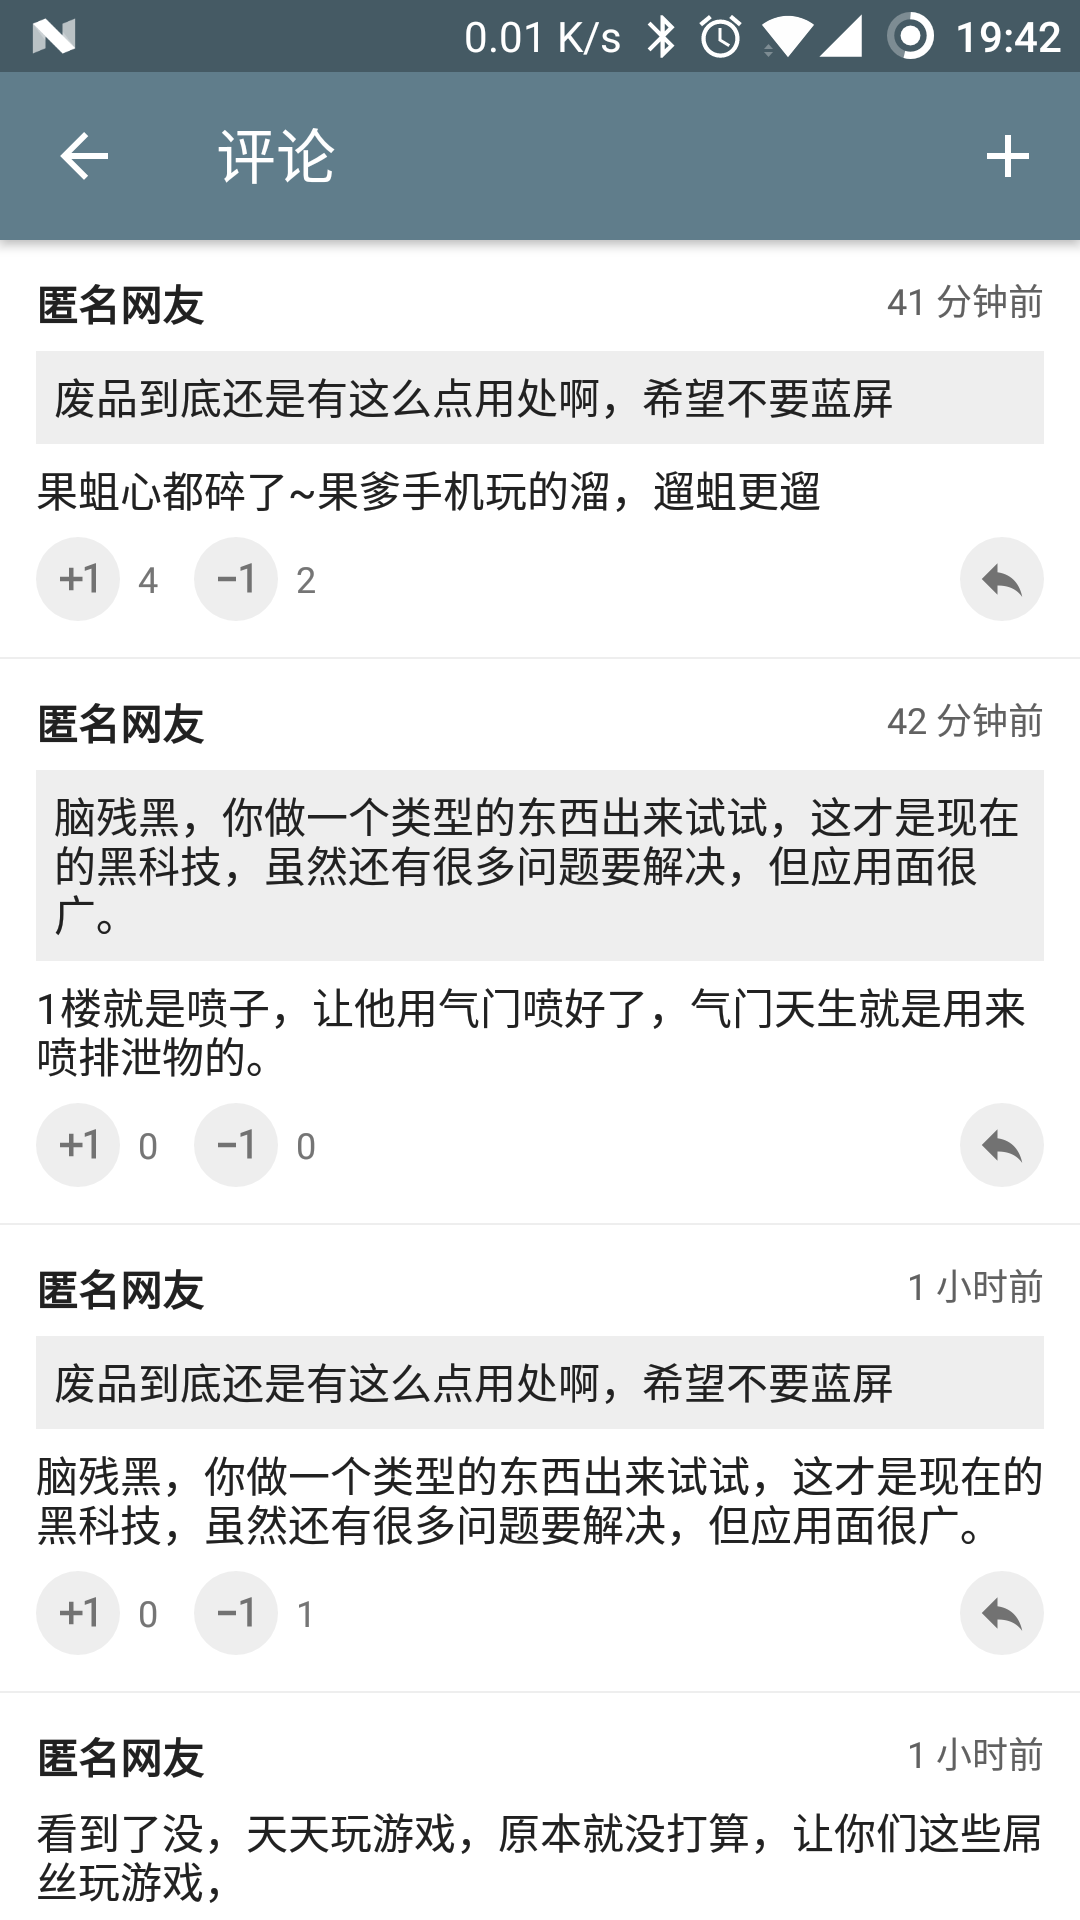 0.01 K/s 19:42
评论
匿名网友 41 分钟前
废品到底还是有这么点用处啊，希望不要蓝屏
果蛆心都碎了~果爹手机玩的溜，遛蛆更遛
+1 4 -1 2
匿名网友 42 分钟前
脑残黑，你做一个类型的东西出来试试，这才是现在
的黑科技，虽然还有很多问题要解决，但应用面很
广。
1楼就是喷子，让他用气门喷好了，气门天生就是用来
喷排泄物的。
+1 0 -1 0
匿名网友 1 小时前
废品到底还是有这么点用处啊，希望不要蓝屏
脑残黑，你做一个类型的东西出来试试，这才是现在的
黑科技，虽然还有很多问题要解决，但应用面很广。
+1 0 -1 1
匿名网友 1 小时前
看到了没，天天玩游戏，原本就没打算，让你们这些屌
丝玩游戏，